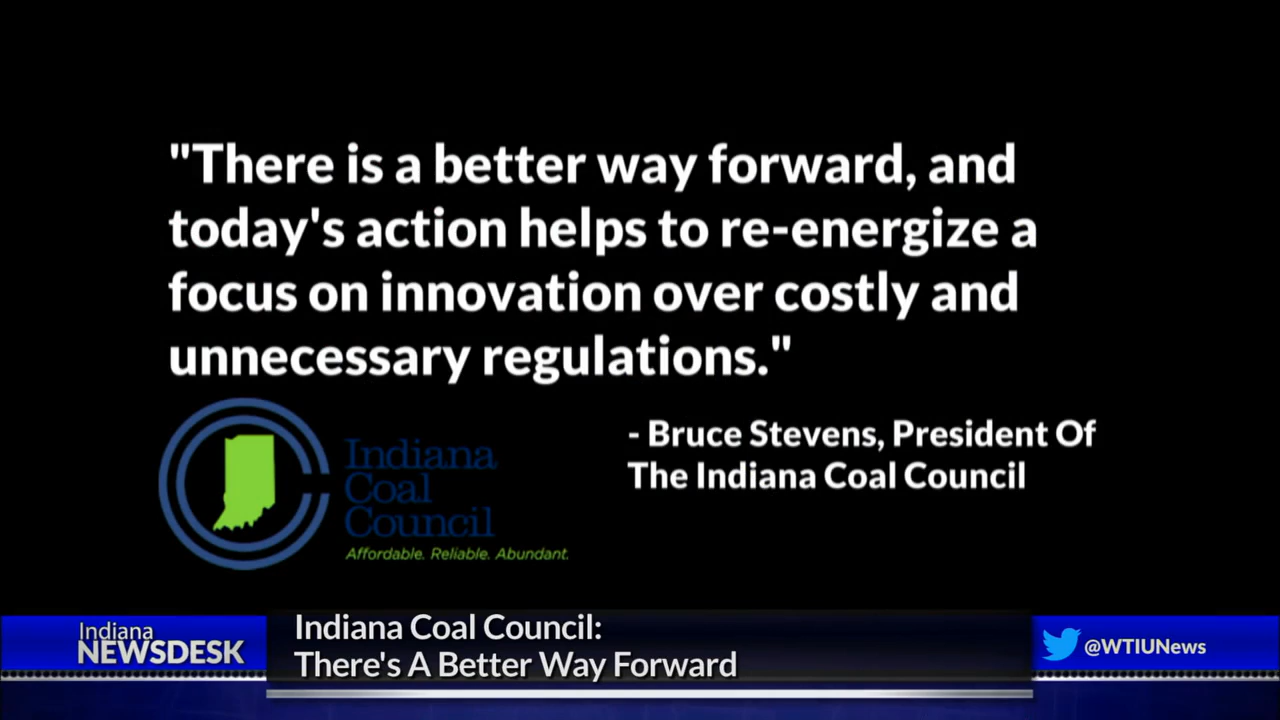 "There is a better way forward, and
today's action helps to re-energize a
focus on innovation over costly and
unnecessary regulations."
- Bruce Stevens, President Of
The Indiana Coal Council
Indiana
Coal
Council
Affordable. Reliable. Abundant.
Indiana
NEWSDESK
Indiana Coal Council:
There's A Better Way Forward
@WTIUNews